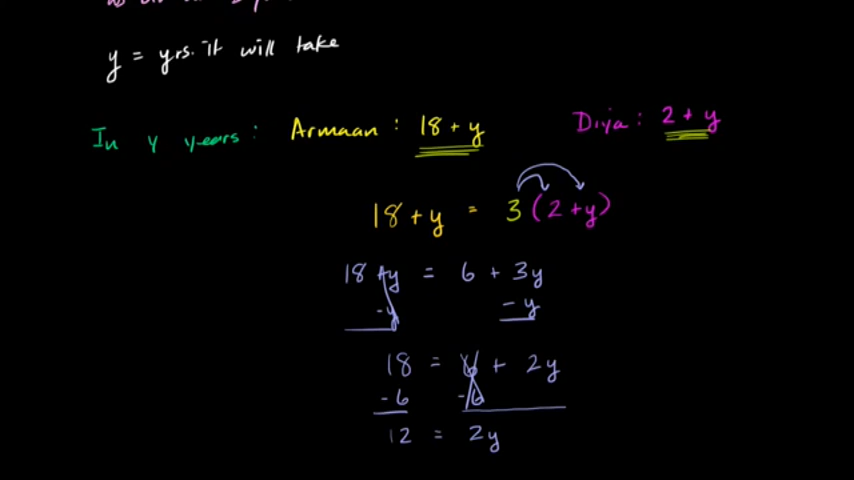 y = yrs. it will take
In y years: Armaan: 18 + y Diya: 2 + y
18 + y = 3 (2 + y)
18 + y = 6 + 3y
-y - y
18 = 6 + 2y
-6 -6
12 = 2y